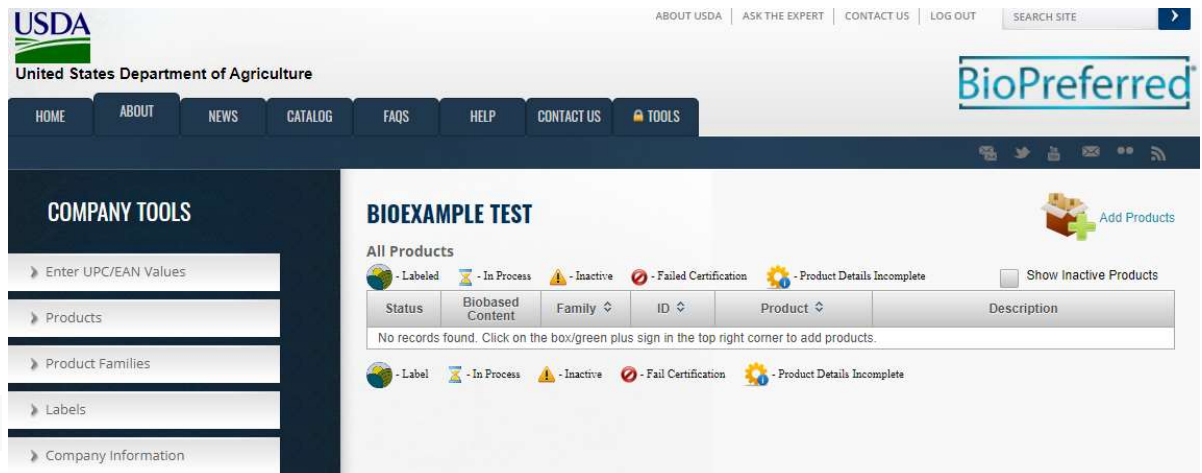 USDA
United States Department of Agriculture
ABOUT USDA ASK THE EXPERT CONTACT US LOG OUT SEARCH SITE
BioPreferred
HOME ABOUT NEWS CATALOG FAQS HELP CONTACT US TOOLS
COMPANY TOOLS
Enter UPC/EAN Values
Products
Product Families
Labels
Company Information
BIOEXAMPLE TEST
Add Products
All Products
- Labeled - In Process - Inactive - Failed Certification - Product Details Incomplete Show Inactive Products
Status Biobased Content Family ID Product Description
No records found. Click on the box/green plus sign in the top right corner to add products.
- Label - In Process - Inactive - Fail Certification - Product Details Incomplete